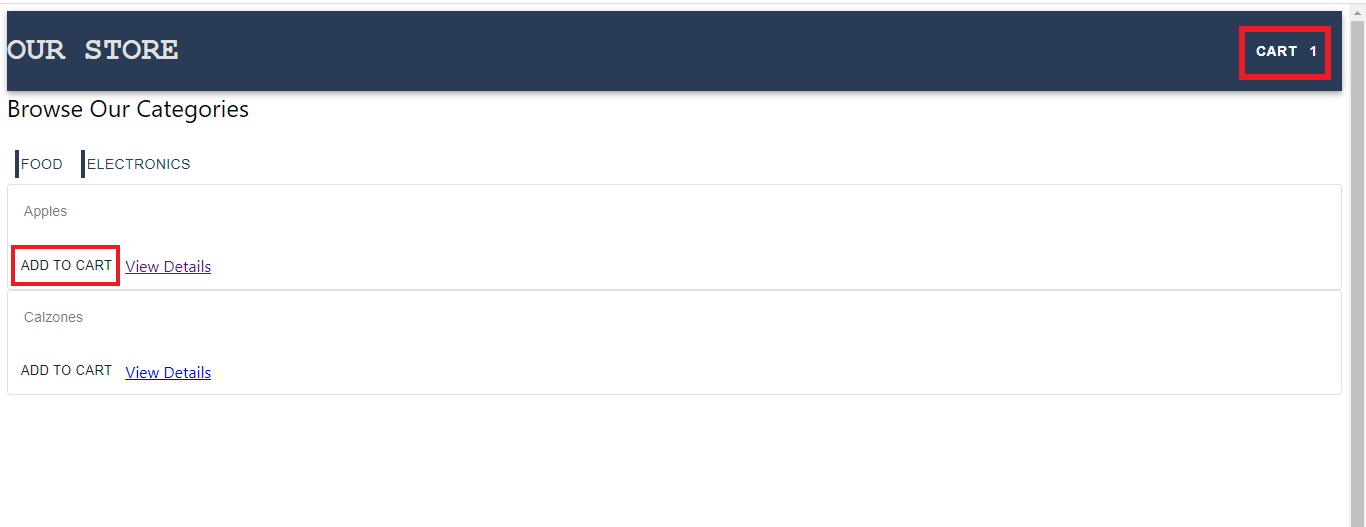 OUR STORE
CART 1
Browse Our Categories
FOOD ELECTRONICS
Apples
ADD TO CART View Details
Calzones
ADD TO CART View Details